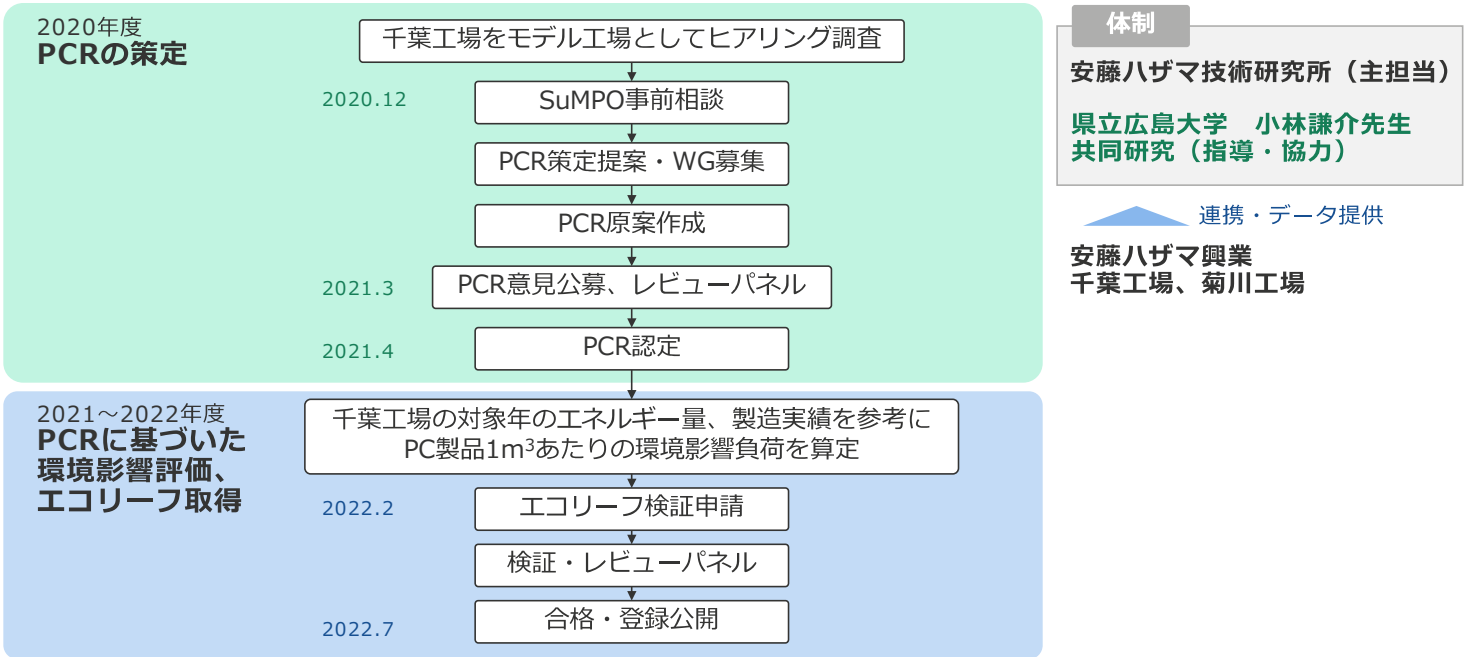 2020年度
PCRの策定
千葉工場をモデル工場としてヒアリング調査
2020.12
SuMPO事前相談
PCR策定提案・WG募集
PCR原案作成
2021.3
PCR意見公募、レビューパネル
2021.4
PCR認定
2021～2022年度
PCRに基づいた
環境影響評価、
エコリーフ取得
千葉工場の対象年のエネルギー量、製造実績を参考に
PC製品1m³あたりの環境影響負荷を算定
2022.2
エコリーフ検証申請
検証・レビューパネル
2022.7
合格・登録公開
体制
安藤ハザマ技術研究所（主担当）
県立広島大学　小林謙介先生
共同研究（指導・協力）
連携・データ提供
安藤ハザマ興業
千葉工場、菊川工場